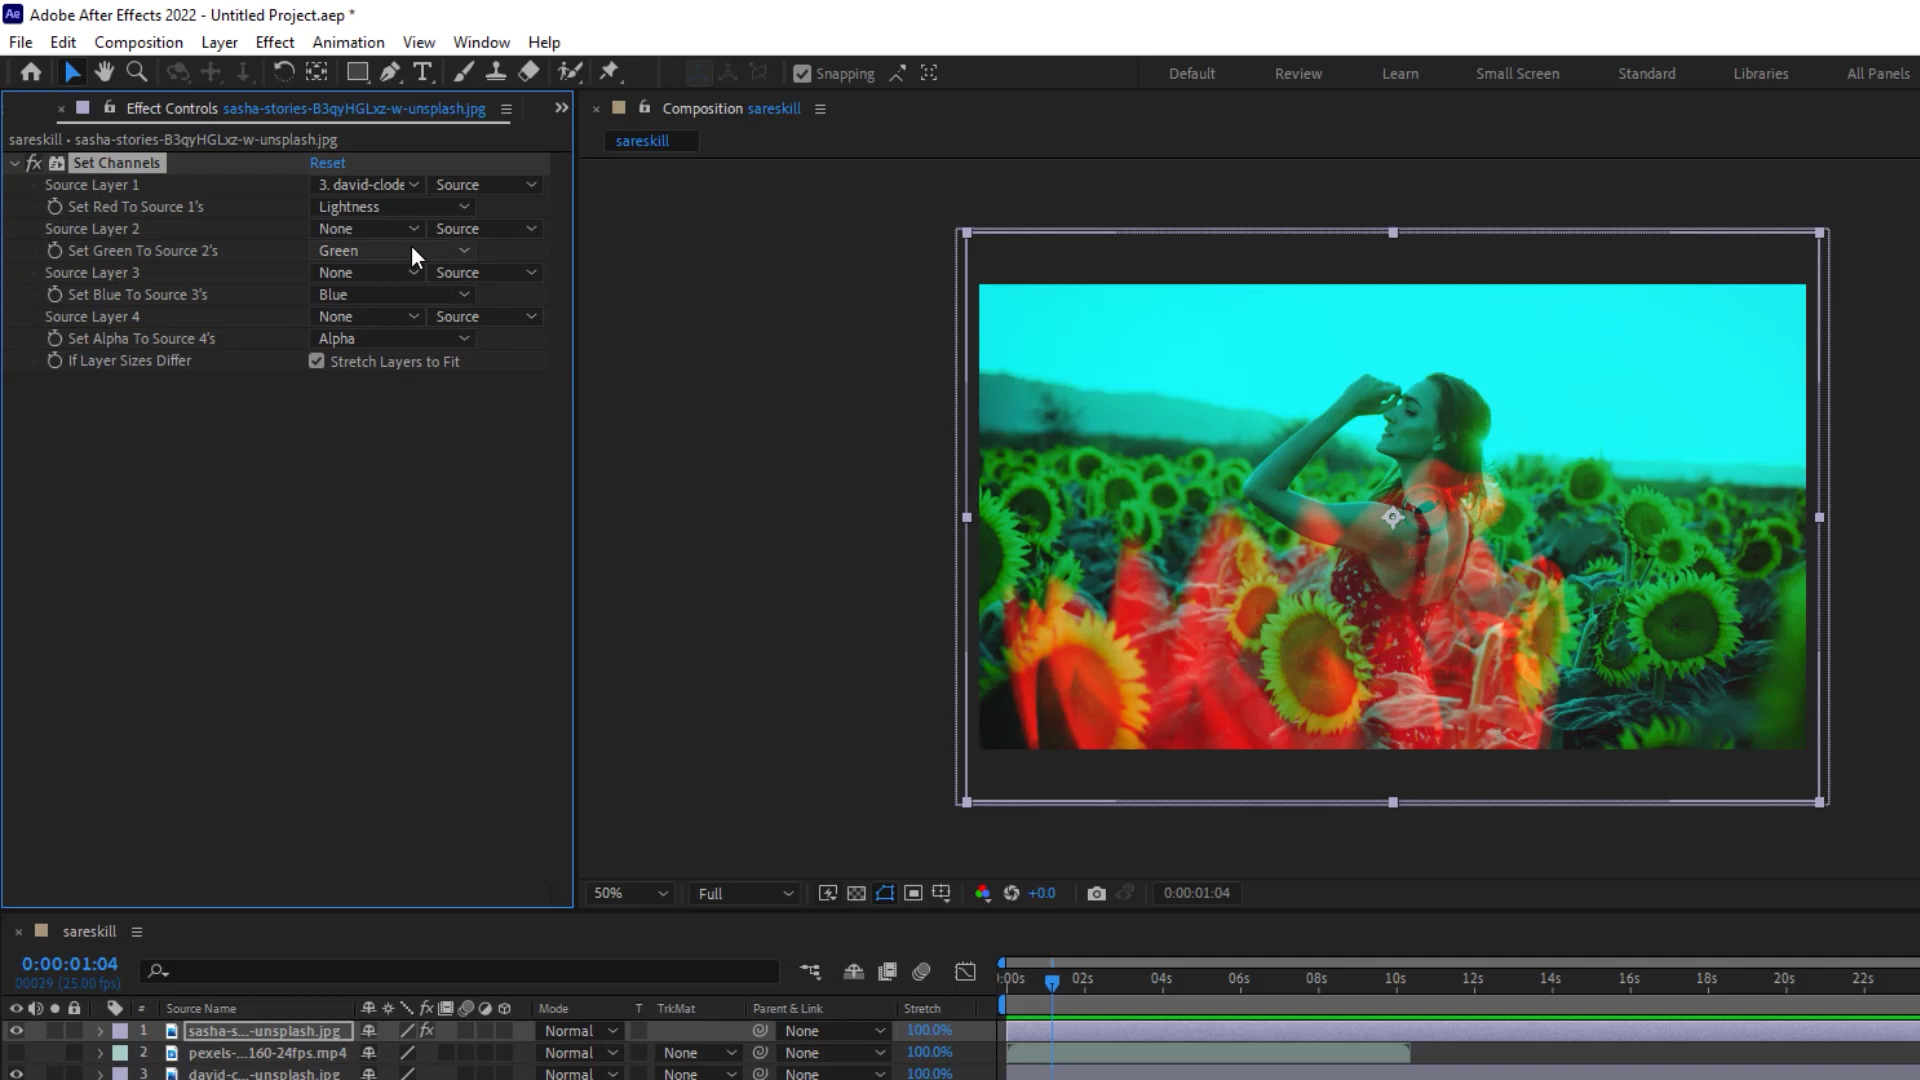 Ae Adobe After Effects 2022 - Untitled Project.aep *
File Edit Composition Layer Effect Animation View Window Help
Snapping Default Review Learn Small Screen Standard Libraries All Panels
Effect Controls sasha-stories-B3qyHGLxz-w-unsplash.jpg
Composition sareskill
sareskill • sasha-stories-B3qyHGLxz-w-unsplash.jpg
sareskill
fx Set Channels Reset
Source Layer 1 3. david-clode Source
Set Red To Source 1's Lightness
Source Layer 2 None Source
Set Green To Source 2's Green
Source Layer 3 None Source
Set Blue To Source 3's Blue
Source Layer 4 None Source
Set Alpha To Source 4's Alpha
If Layer Sizes Differ Stretch Layers to Fit
50% Full +0.0 0:00:01:04
sareskill
0:00:01:04
00029 (25.00 fps)
:00s 02s 04s 06s 08s 10s 12s 14s 16s 18s 20s 22s
# Source Name fx Mode T TrkMat Parent & Link Stretch
1 sasha-s...-unsplash.jpg fx Normal None 100.0%
2 pexels-...160-24fps.mp4 Normal None None 100.0%
3 david-c...-unsplash.jpg Normal None None 100.0%